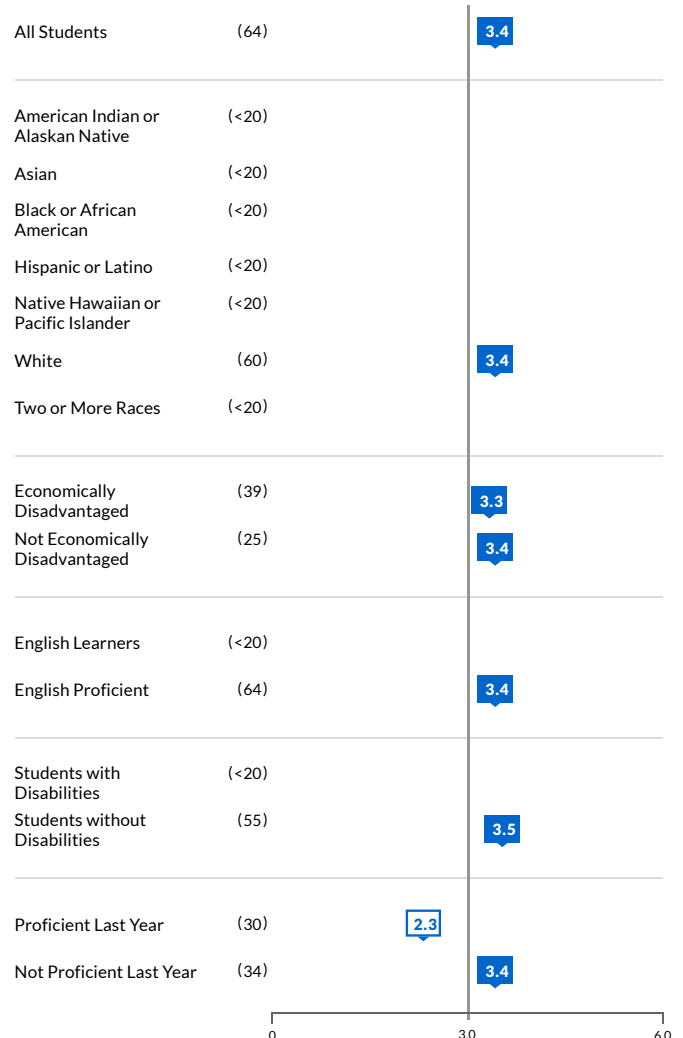 All Students (64) 3.4
American Indian or (<20)
Alaskan Native
Asian (<20)
Black or African (<20)
American
Hispanic or Latino (<20)
Native Hawaiian or (<20)
Pacific Islander
White (60) 3.4
Two or More Races (<20)
Economically (39) 3.3
Disadvantaged
Not Economically (25) 3.4
Disadvantaged
English Learners (<20)
English Proficient (64) 3.4
Students with (<20)
Disabilities
Students without (55) 3.5
Disabilities
Proficient Last Year (30) 2.3
Not Proficient Last Year (34) 3.4
0 3.0 6.0